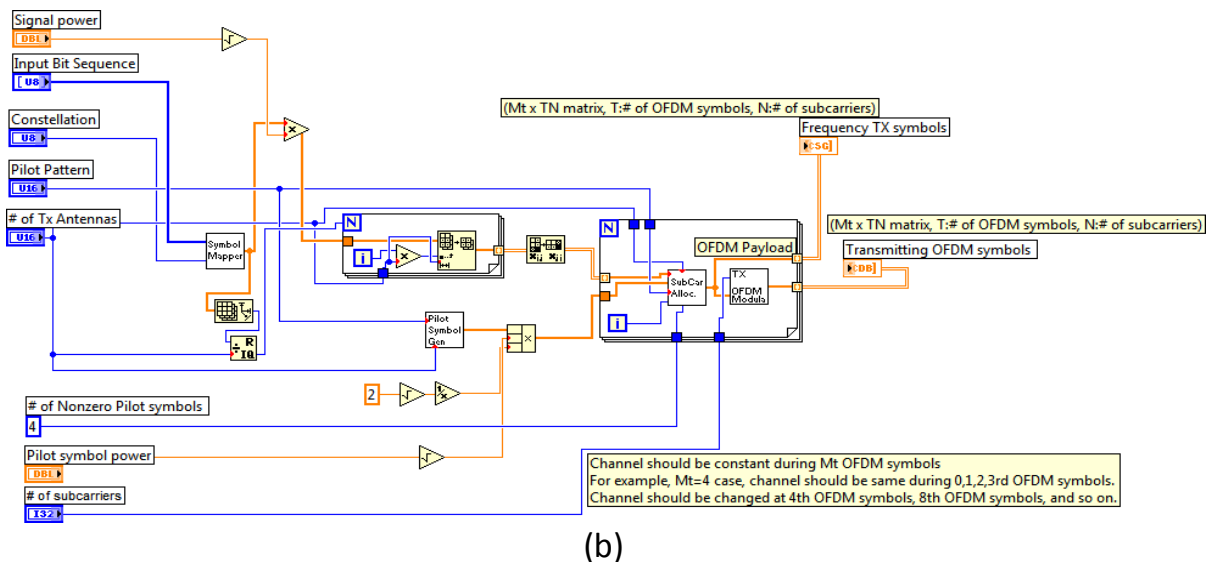 Signal power
DBL
Input Bit Sequence
[U8]
Constellation
U8
Pilot Pattern
U16
# of Tx Antennas
U16
Symbol
Mapper
N
i
R
IQ
Pilot
Symbol
Gen
2
1/x
# of Nonzero Pilot symbols
4
Pilot symbol power
DBL
# of subcarriers
I32
(Mt x TN matrix, T:# of OFDM symbols, N:# of subcarriers)
Frequency TX symbols
CSG]
(Mt x TN matrix, T:# of OFDM symbols, N:# of subcarriers)
Transmitting OFDM symbols
CDB]
N
OFDM Payload
SubCar
Alloc.
TX
OFDM
Modula
i
Channel should be constant during Mt OFDM symbols
For example, Mt=4 case, channel should be same during 0,1,2,3rd OFDM symbols.
Channel should be changed at 4th OFDM symbols, 8th OFDM symbols, and so on.
(b)